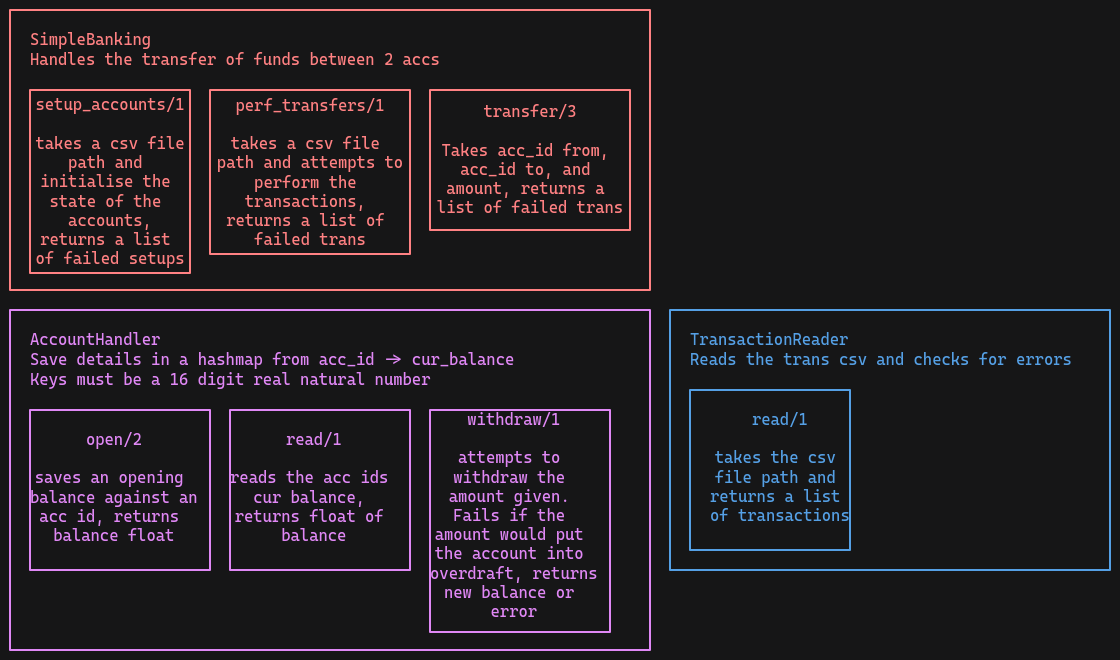 SimpleBanking
Handles the transfer of funds between 2 accs
setup_accounts/1
takes a csv file
path and
initialise the
state of the
accounts,
returns a list
of failed setups
perf_transfers/1
takes a csv file
path and attempts to
perform the
transactions,
returns a list of
failed trans
transfer/3
Takes acc_id from,
acc_id to, and
amount, returns a
list of failed trans
AccountHandler
Save details in a hashmap from acc_id → cur_balance
Keys must be a 16 digit real natural number
open/2
saves an opening
balance against an
acc id, returns
balance float
read/1
reads the acc ids
cur balance,
returns float of
balance
withdraw/1
attempts to
withdraw the
amount given.
Fails if the
amount would put
the account into
overdraft, returns
new balance or
error
TransactionReader
Reads the trans csv and checks for errors
read/1
takes the csv
file path and
returns a list
of transactions